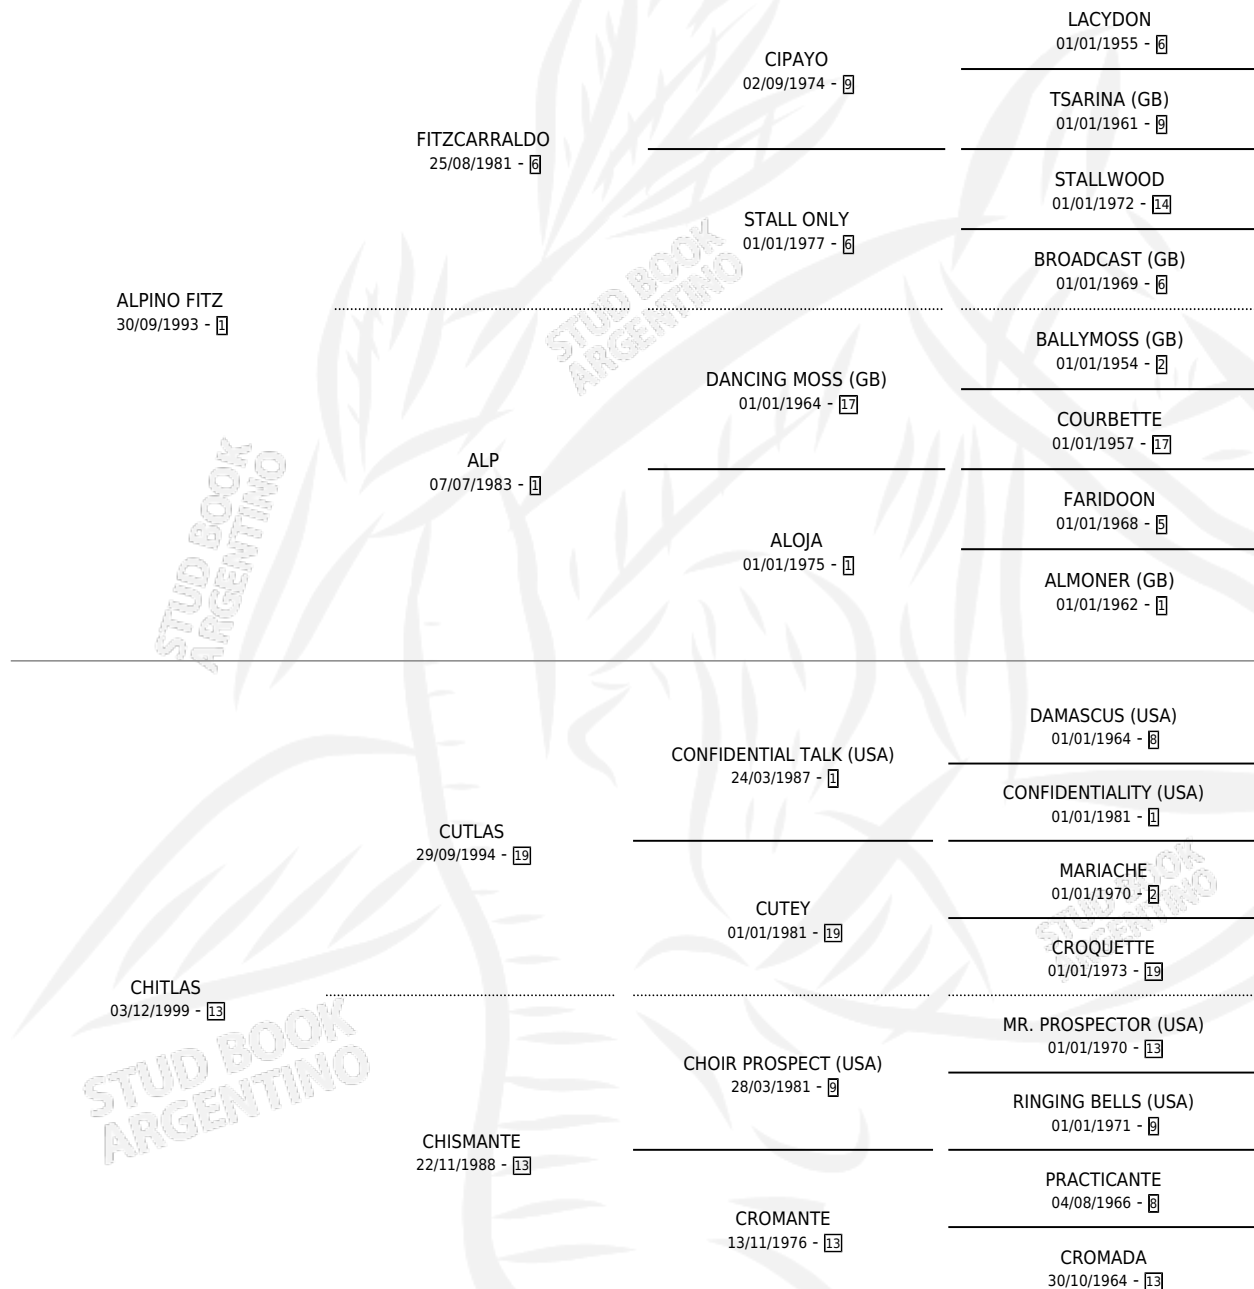 LACYDON
01/01/1955 - 6
CIPAYO
02/09/1974 - 9
TSARINA (GB)
01/01/1961 - 9
FITZCARRALDO
25/08/1981 - 6
STALLWOOD
01/01/1972 - 14
STALL ONLY
01/01/1977 - 6
BROADCAST (GB)
01/01/1969 - 6
ALPINO FITZ
30/09/1993 - 1
BALLYMOSS (GB)
01/01/1954 - 2
DANCING MOSS (GB)
01/01/1964 - 17
COURBETTE
01/01/1957 - 17
ALP
07/07/1983 - 1
FARIDOON
01/01/1968 - 5
ALOJA
01/01/1975 - 1
ALMONER (GB)
01/01/1962 - 1
DAMASCUS (USA)
01/01/1964 - 8
CONFIDENTIAL TALK (USA)
24/03/1987 - 1
CONFIDENTIALITY (USA)
01/01/1981 - 1
CUTLAS
29/09/1994 - 19
MARIACHE
01/01/1970 - 2
CUTEY
01/01/1981 - 19
CROQUETTE
01/01/1973 - 19
CHITLAS
03/12/1999 - 13
MR. PROSPECTOR (USA)
01/01/1970 - 13
CHOIR PROSPECT (USA)
28/03/1981 - 9
RINGING BELLS (USA)
01/01/1971 - 9
CHISMANTE
22/11/1988 - 13
PRACTICANTE
04/08/1966 - 8
CROMANTE
13/11/1976 - 13
CROMADA
30/10/1964 - 13
STUD BOOK
ARGENTINO
STUD BOOK
ARGENTINO
STUD BOOK
ARGENTINO
STUD BOOK
ARGENTINO